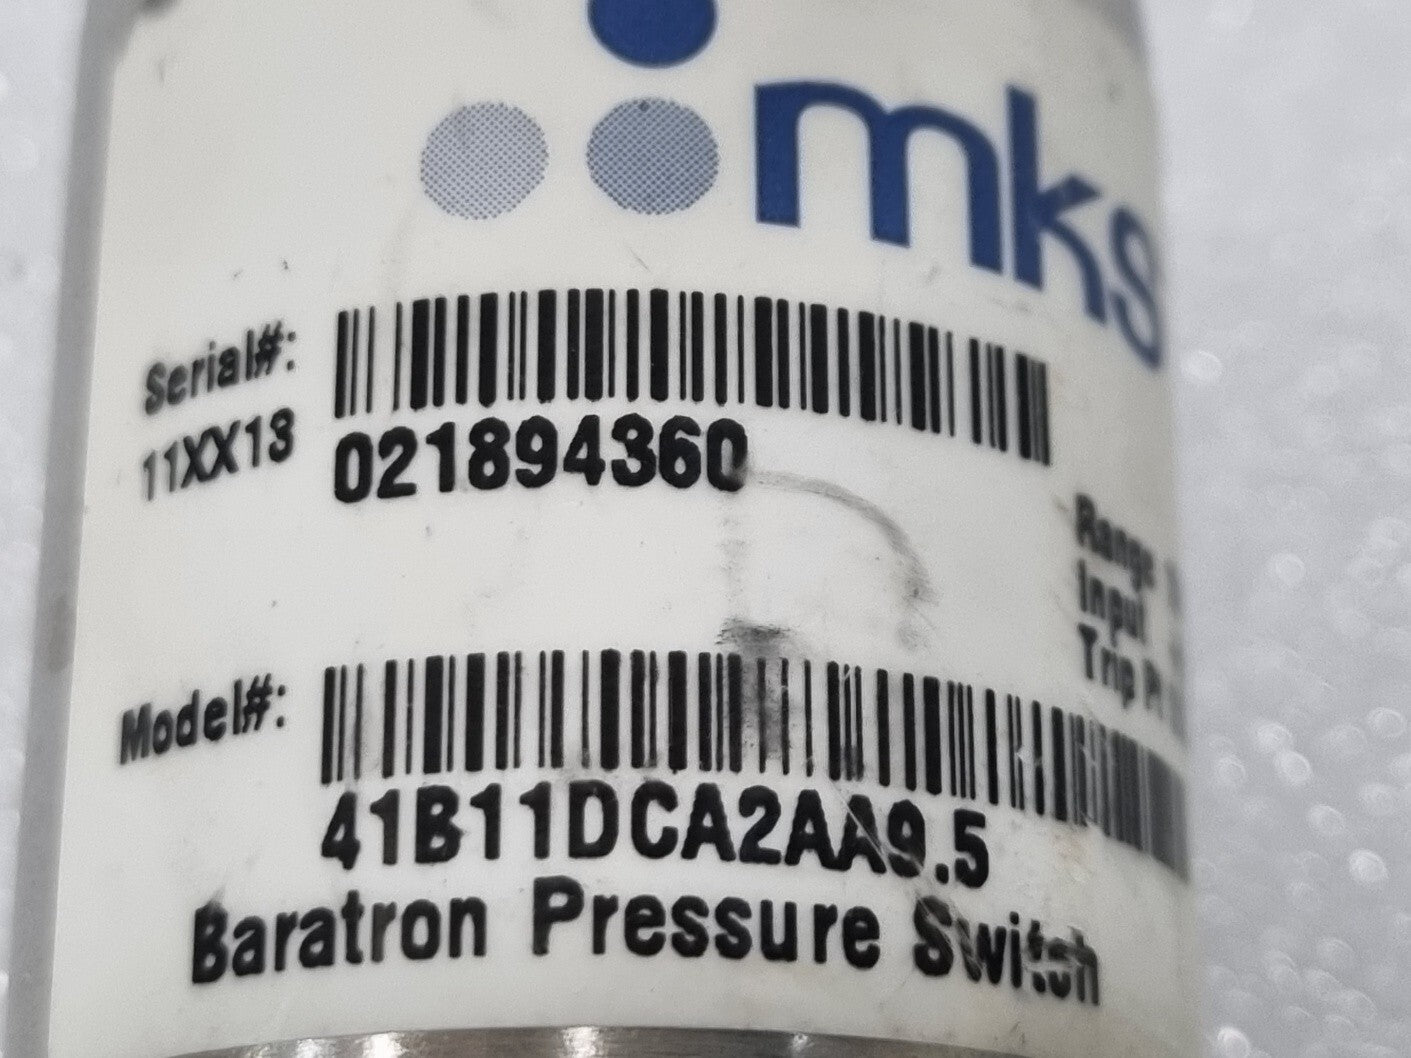 mks
Serial#:
11XX13
021894360
Range
Input
Trip Pt
Model#:
41B11DCA2AA9.5
Baratron Pressure Switch